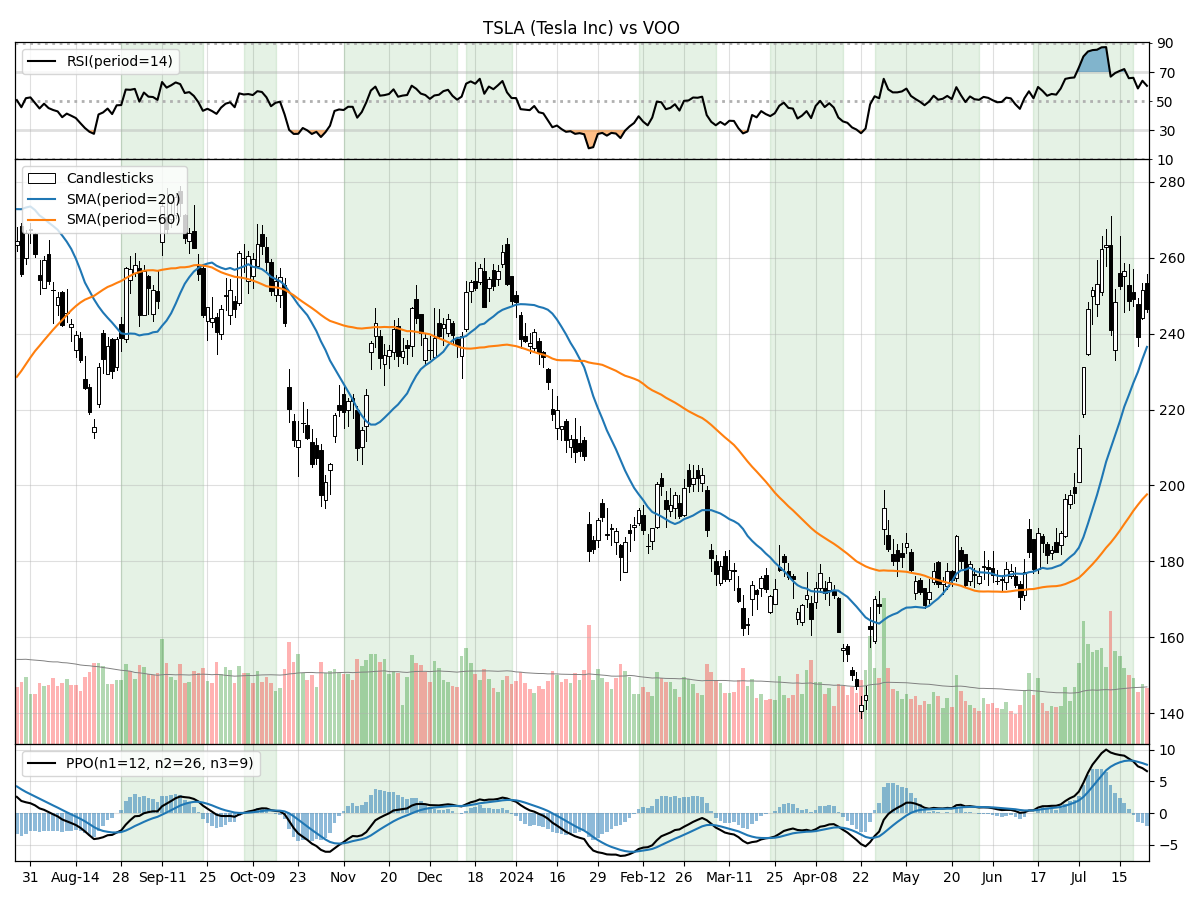 TSLA (Tesla Inc) vs VOO
RSI(period=14)
90
70
50
30
10
Candlesticks
SMA(period=20)
SMA(period=60)
280
260
240
220
200
180
160
140
PPO(n1=12, n2=26, n3=9)
10
5
0
−5
31 Aug-14 28 Sep-11 25 Oct-09 23 Nov 20 Dec 18 2024 16 29 Feb-12 26 Mar-11 25 Apr-08 22 May 20 Jun 17 Jul 15